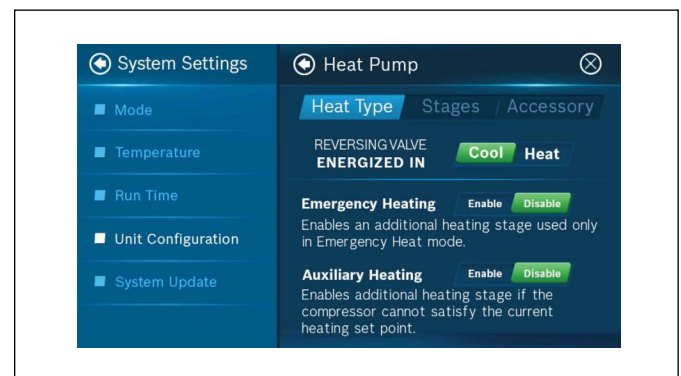 System Settings
Mode
Temperature
Run Time
Unit Configuration
System Update
Heat Pump
Heat Type Stages / Accessory
REVERSING VALVE
ENERGIZED IN
Cool Heat
Emergency Heating Enable Disable
Enables an additional heating stage used only
in Emergency Heat mode.
Auxiliary Heating Enable Disable
Enables additional heating stage if the
compressor cannot satisfy the current
heating set point.